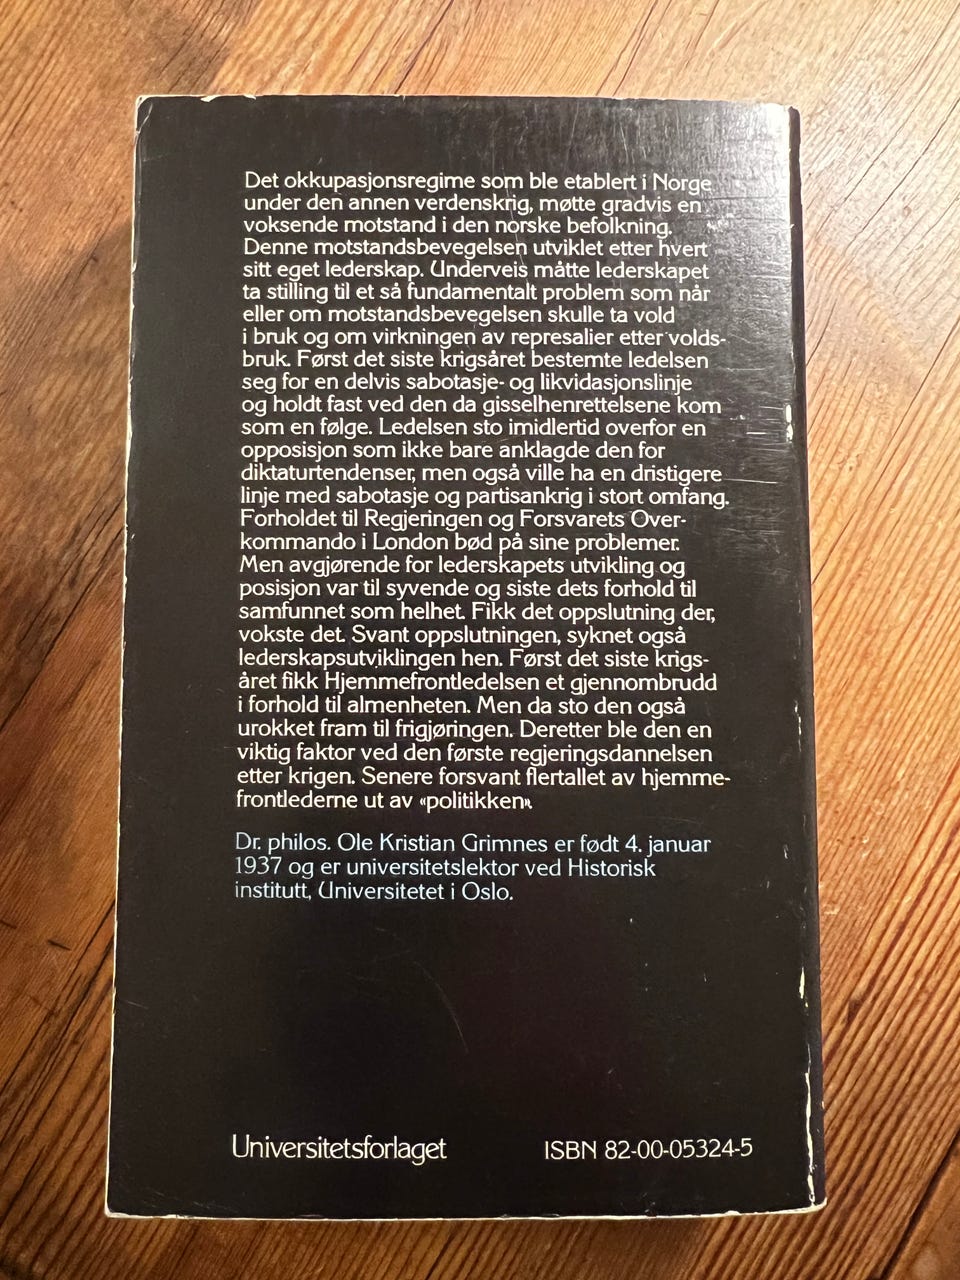 Det okkupasjonsregime som ble etablert i Norge
under den annen verdenskrig, møtte gradvis en
voksende motstand i den norske befolkning.
Denne motstandsbevegelsen utviklet etter hvert
sitt eget lederskap. Underveis måtte lederskapet
ta stilling til et så fundamentalt problem som når
eller om motstandsbevegelsen skulle ta vold
i bruk og om virkningen av represalier etter volds-
bruk. Først det siste krigsåret bestemte ledelsen
seg for en delvis sabotasje- og likvidasjonslinje
og holdt fast ved den da gisselhenrettelsene kom
som en følge. Ledelsen sto imidlertid overfor en
opposisjon som ikke bare anklagde den for
diktaturtendenser, men også ville ha en dristigere
linje med sabotasje og partisankrig i stort omfang.
Forholdet til Regjeringen og Forsvarets Over-
kommando i London bød på sine problemer.
Men avgjørende for lederskapets utvikling og
posisjon var til syvende og siste dets forhold til
samfunnet som helhet. Fikk det oppslutning der,
vokste det. Svant oppslutningen, syknet også
lederskapsutviklingen hen. Først det siste krigs-
året fikk Hjemmefrontledelsen et gjennombrudd
i forhold til almenheten. Men da sto den også
urokket fram til frigjøringen. Deretter ble den en
viktig faktor ved den første regjeringsdannelsen
etter krigen. Senere forsvant flertallet av hjemme-
frontlederne ut av «politikken».
Dr. philos. Ole Kristian Grimnes er født 4. januar
1937 og er universitetslektor ved Historisk
institutt, Universitetet i Oslo.
Universitetsforlaget
ISBN 82-00-05324-5